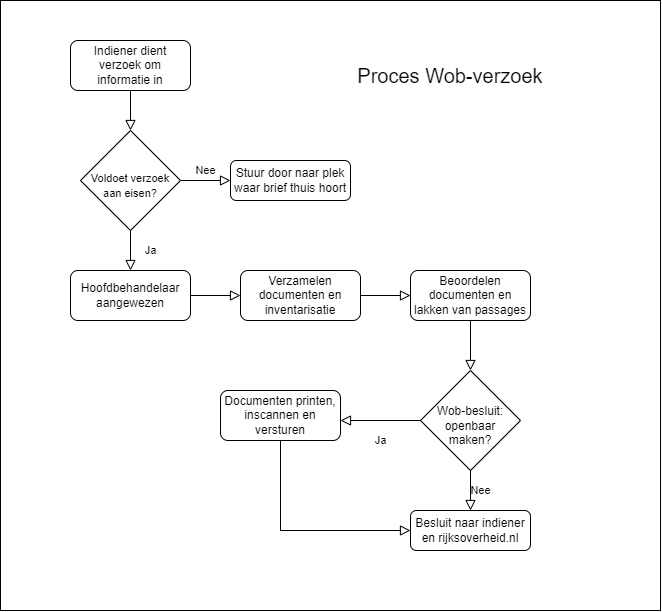 Proces Wob-verzoek
Indiener dient
verzoek om
informatie in
Voldoet verzoek
aan eisen?
Nee
Stuur door naar plek
waar brief thuis hoort
Ja
Hoofdbehandelaar
aangewezen
Verzamelen
documenten en
inventarisatie
Beoordelen
documenten en
lakken van passages
Wob-besluit:
openbaar
maken?
Ja
Documenten printen,
inscannen en
versturen
Nee
Besluit naar indiener
en rijksoverheid.nl